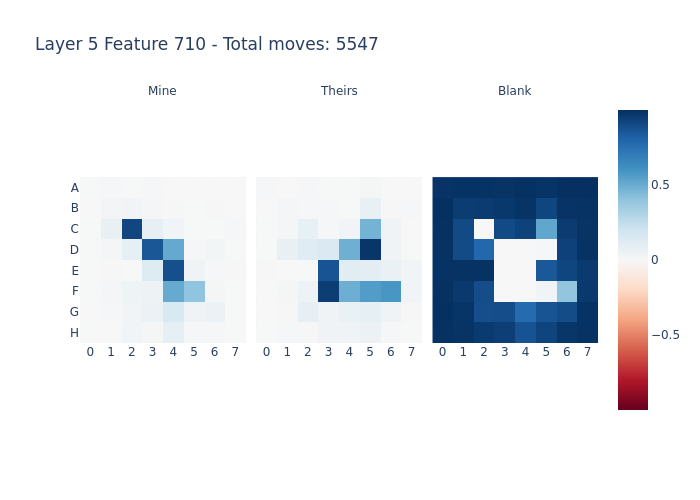 Layer 5 Feature 710 - Total moves: 5547
Mine
Theirs
Blank
A
B
C
D
E
F
G
H
0 1 2 3 4 5 6 7
0 1 2 3 4 5 6 7
0 1 2 3 4 5 6 7
0.5
0
−0.5